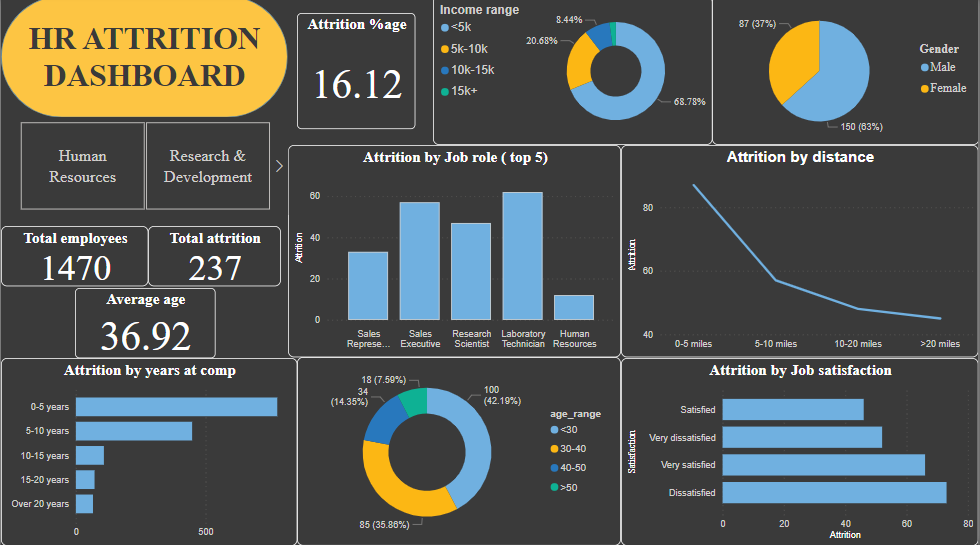 HR ATTRITION
DASHBOARD
Human
Resources
Research &
Development
Total employees
1470
Total attrition
237
Average age
36.92
Attrition %age
16.12
Income range
<5k
5k-10k
10k-15k
15k+
8.44%
20.68%
68.78%
87 (37%)
150 (63%)
Gender
Male
Female
Attrition by Job role ( top 5)
Attrition
60
40
20
0
Sales
Represe...
Sales
Executive
Research
Scientist
Laboratory
Technician
Human
Resources
Attrition by distance
Attrition
80
60
40
0-5 miles
5-10 miles
10-20 miles
>20 miles
Attrition by years at comp
0-5 years
5-10 years
10-15 years
15-20 years
Over 20 years
0
500
18 (7.59%)
34
(14.35%)
100
(42.19%)
85 (35.86%)
age_range
<30
30-40
40-50
>50
Attrition by Job satisfaction
Satisfaction
Satisfied
Very dissatisfied
Very satisfied
Dissatisfied
0
20
40
60
80
Attrition